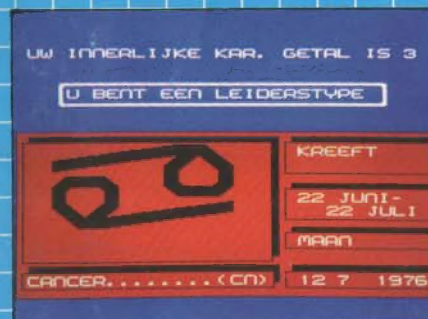 UW INNERLIJKE KAR. GETAL IS 3
U BENT EEN LEIDERSTYPE
KREEFT
22 JUNI-
22 JULI
MAAN
CANCER........(CN)
12 7 1976